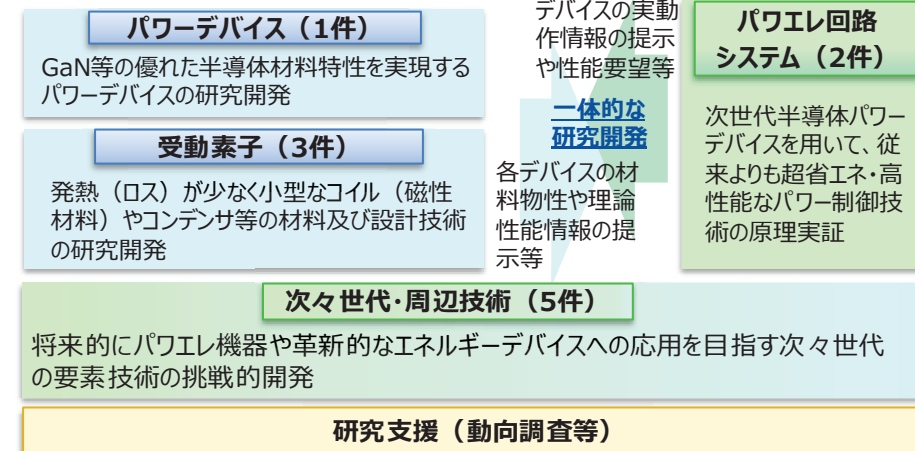 パワーデバイス（1件）
GaN等の優れた半導体材料特性を実現する
パワーデバイスの研究開発
受動素子（3件）
発熱（ロス）が少なく小型なコイル（磁性
材料）やコンデンサ等の材料及び設計技術
の研究開発
デバイスの実動
作情報の提示
や性能要望等
一体的な
研究開発
各デバイスの材
料物性や理論
性能情報の提
示等
パワエレ回路
システム（2件）
次世代半導体パワー
デバイスを用いて、従
来よりも超省エネ・高
性能なパワー制御技
術の原理実証
次々世代・周辺技術（5件）
将来的にパワエレ機器や革新的なエネルギーデバイスへの応用を目指す次々世代
の要素技術の挑戦的開発
研究支援（動向調査等）